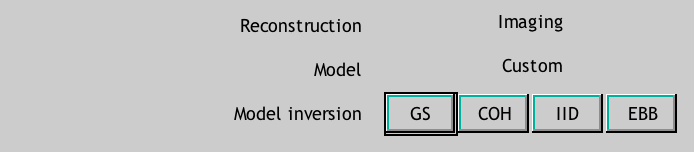 Reconstruction Imaging
Model Custom
Model inversion GS COH IID EBB